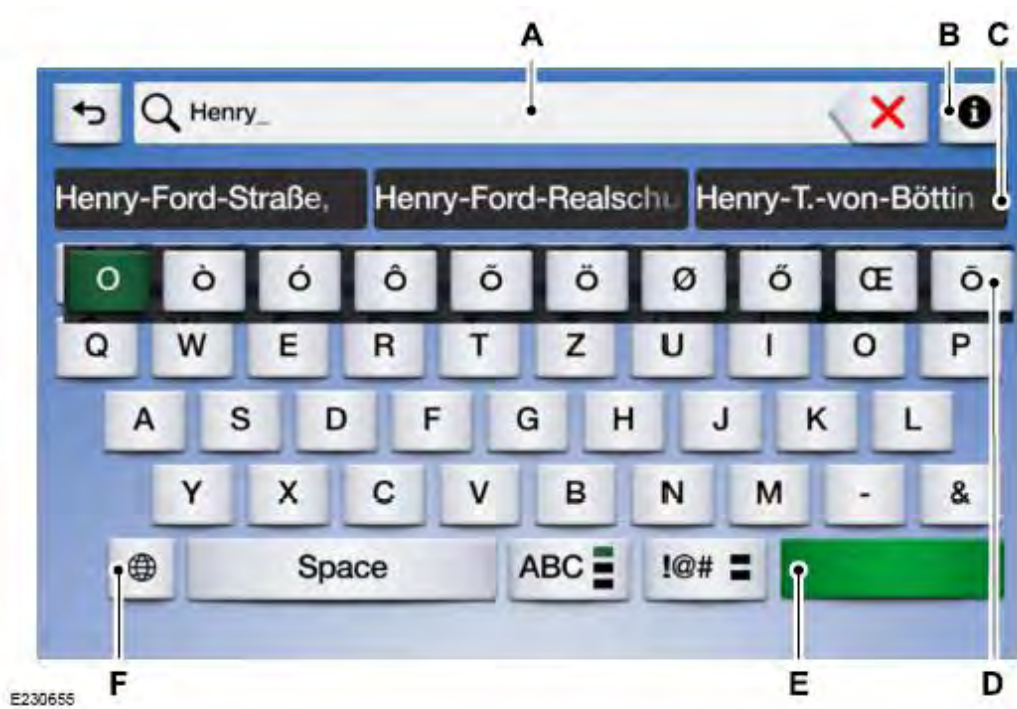 A B C
Henry_
Henry-Ford-Straße, Henry-Ford-Realschu Henry-T.-von-Böttin
O Ò Ó Ô Õ Ö Ø Ő Œ Ō
Q W E R T Z U I O P
A S D F G H J K L
Y X C V B N M - &
Space ABC !@#
F E D
E230655